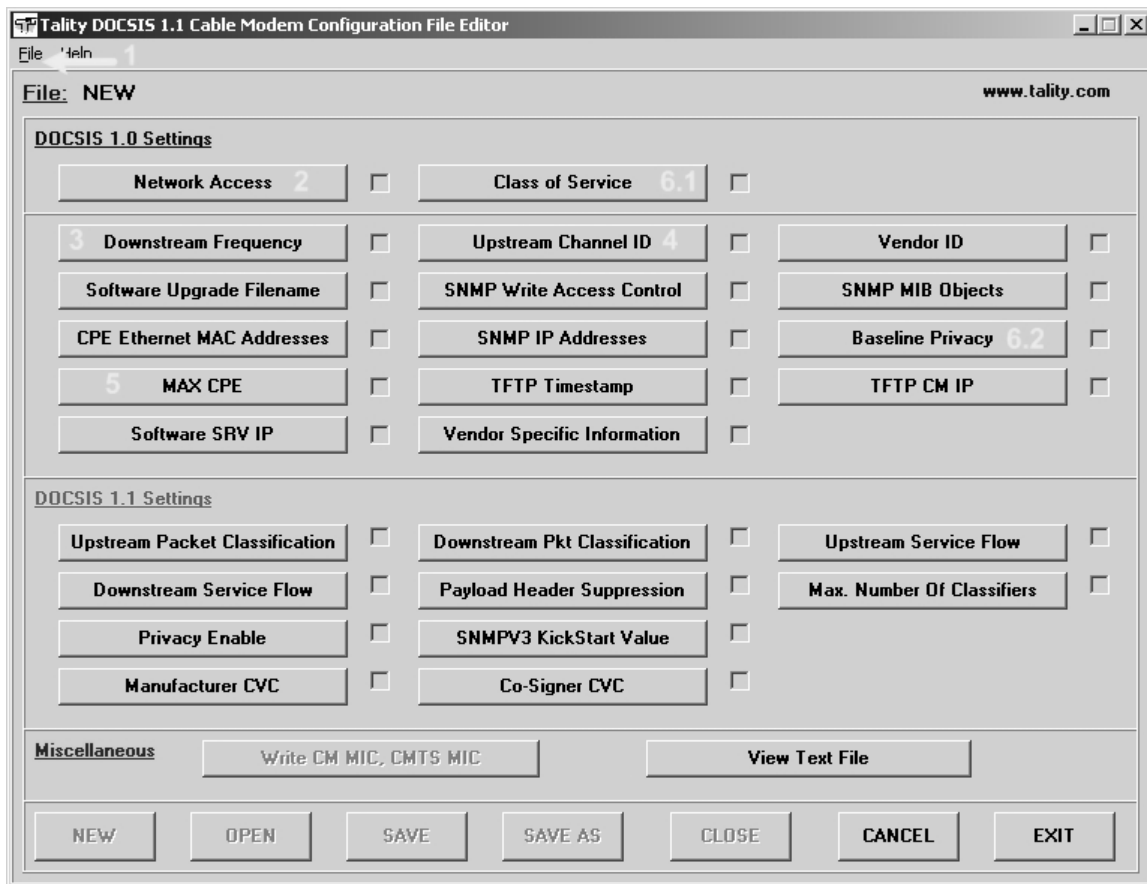 Tality DOCSIS 1.1 Cable Modem Configuration File Editor
File Help 1
File: NEW www.tality.com
DOCSIS 1.0 Settings
Network Access 2 Class of Service 6.1
3 Downstream Frequency Upstream Channel ID 4 Vendor ID
Software Upgrade Filename SNMP Write Access Control SNMP MIB Objects
CPE Ethernet MAC Addresses SNMP IP Addresses Baseline Privacy 6.2
5 MAX CPE TFTP Timestamp TFTP CM IP
Software SRV IP Vendor Specific Information
DOCSIS 1.1 Settings
Upstream Packet Classification Downstream Pkt Classification Upstream Service Flow
Downstream Service Flow Payload Header Suppression Max. Number Of Classifiers
Privacy Enable SNMPV3 KickStart Value
Manufacturer CVC Co-Signer CVC
Miscellaneous Write CM MIC, CMTS MIC View Text File
NEW OPEN SAVE SAVE AS CLOSE CANCEL EXIT